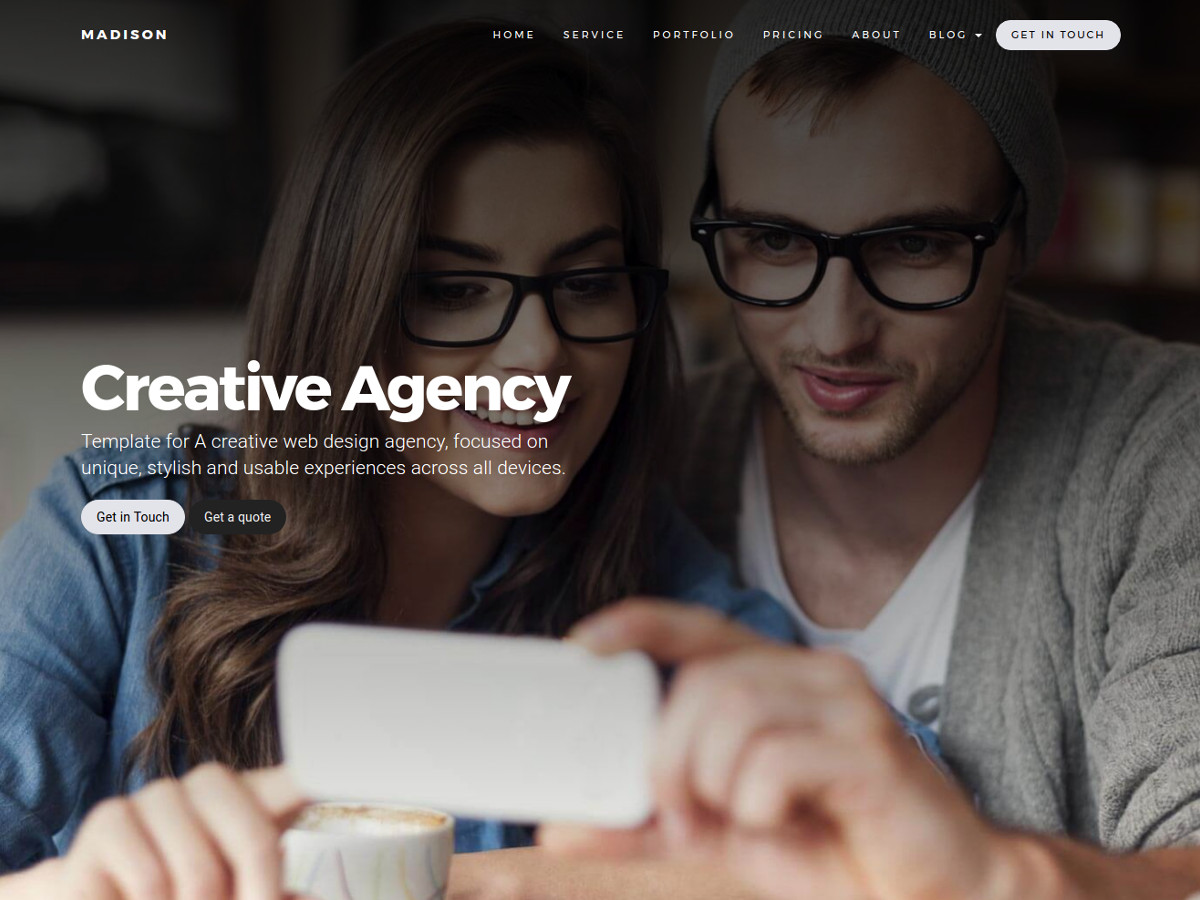 MADISON
HOME SERVICE PORTFOLIO PRICING ABOUT BLOG GET IN TOUCH
Creative Agency
Template for A creative web design agency, focused on
unique, stylish and usable experiences across all devices.
Get in Touch Get a quote